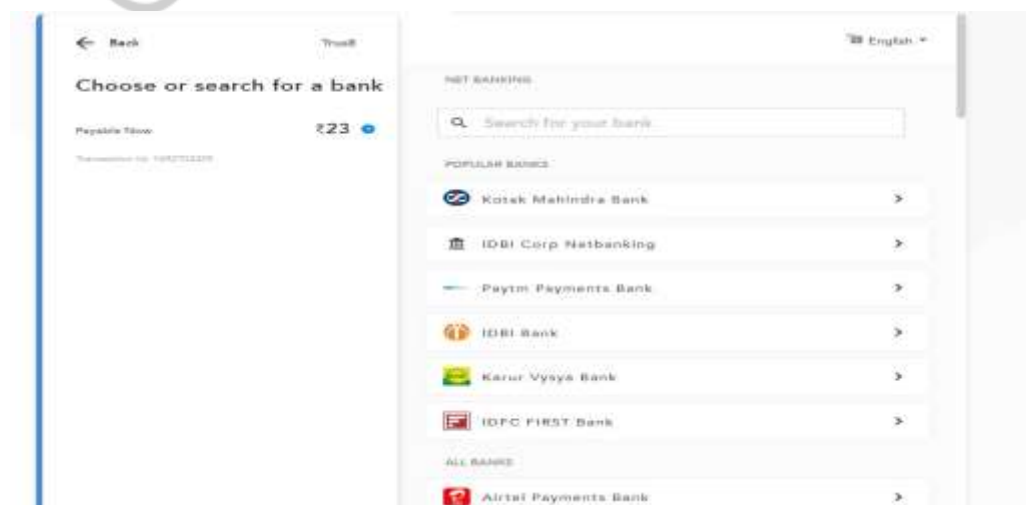 Back
English
Choose or search for a bank
NET BANKING
Payable Now
₹23
Search for your bank
POPULAR BANKS
Kotak Mahindra Bank
IDBI Corp Netbanking
Paytm Payments Bank
IDBI Bank
Karur Vysya Bank
IDFC FIRST Bank
ALL BANKS
Airtel Payments Bank